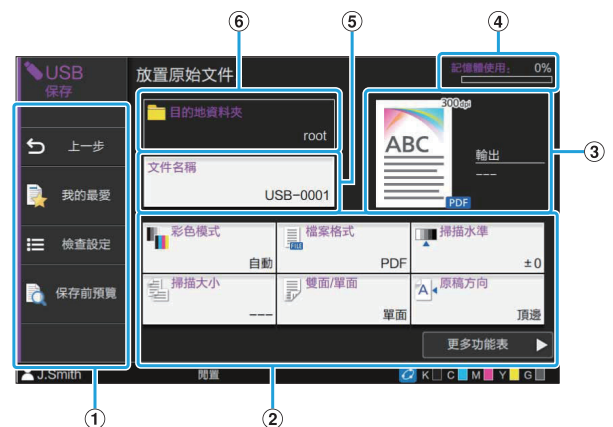 ⑥
⑤
④
USB
保存
放置原始文件
記憶體使用： 0%
目的地資料夾
root
300dpi
ABC
PDF
輸出
---
③
上一步
文件名稱
USB-0001
我的最愛
檢查設定
保存前預覽
彩色模式
自動
檔案格式
FILE
PDF
掃描水準
±0
掃描大小
---
雙面/單面
單面
A
原稿方向
頂邊
更多功能表
J.Smith
閒置
K C M Y G
①
②